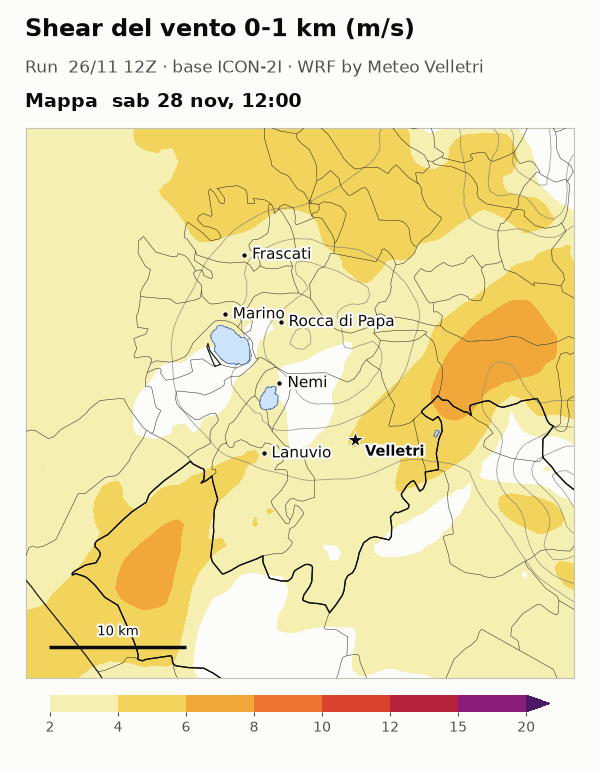 Shear del vento 0-1 km (m/s)
Run  26/11 12Z · base ICON-2I · WRF by Meteo Velletri
Mappa  sab 28 nov, 12:00
Frascati
Marino
Rocca di Papa
Nemi
Velletri
Lanuvio
10 km
2 4 6 8 10 12 15 20